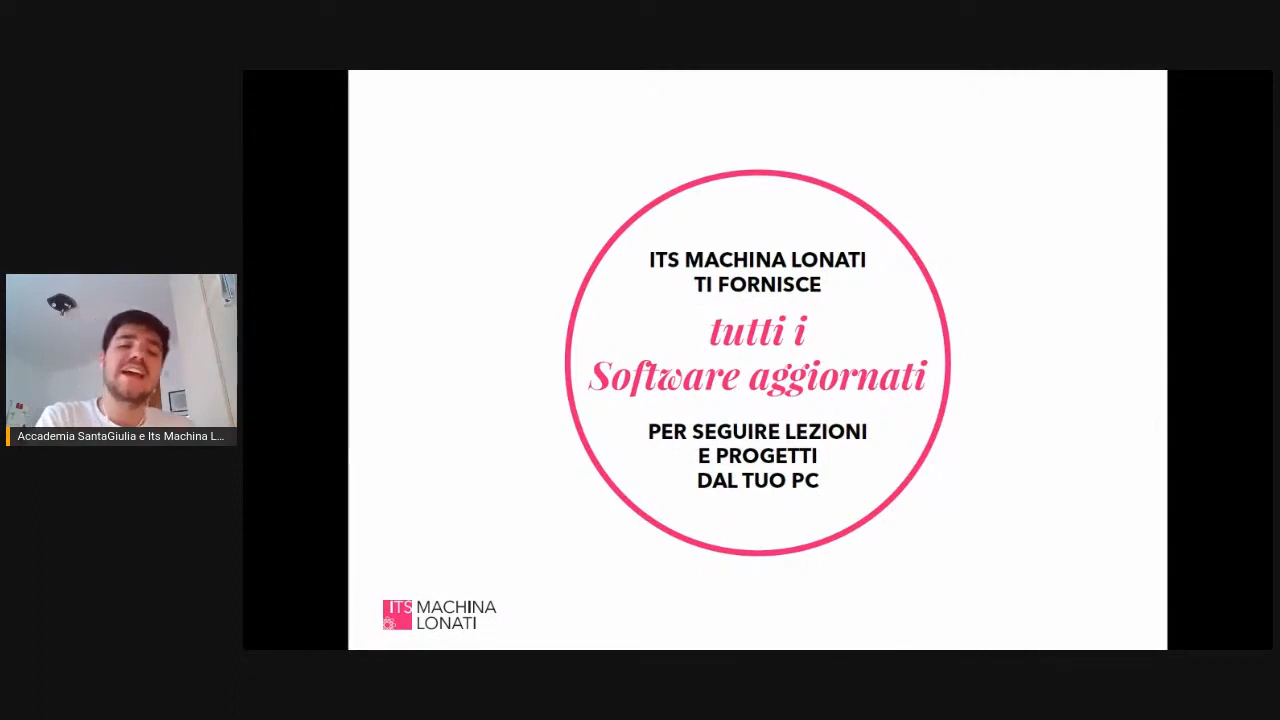 ITS MACHINA LONATI
TI FORNISCE
tutti i
Software aggiornati
PER SEGUIRE LEZIONI
E PROGETTI
DAL TUO PC
Accademia SantaGiulia e Its Machina L...
ITS MACHINA
LONATI